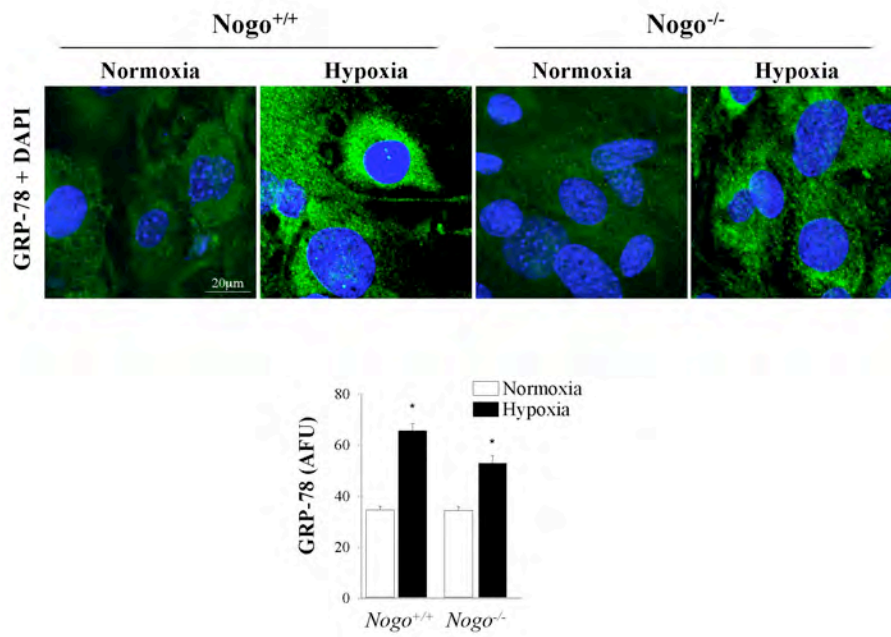 Nogo+/+ Nogo-/-
Normoxia Hypoxia Normoxia Hypoxia
GRP-78 + DAPI
20μm
Normoxia
Hypoxia
GRP-78 (AFU)
80
60
40
20
0
*
*
Nogo+/+ Nogo-/-